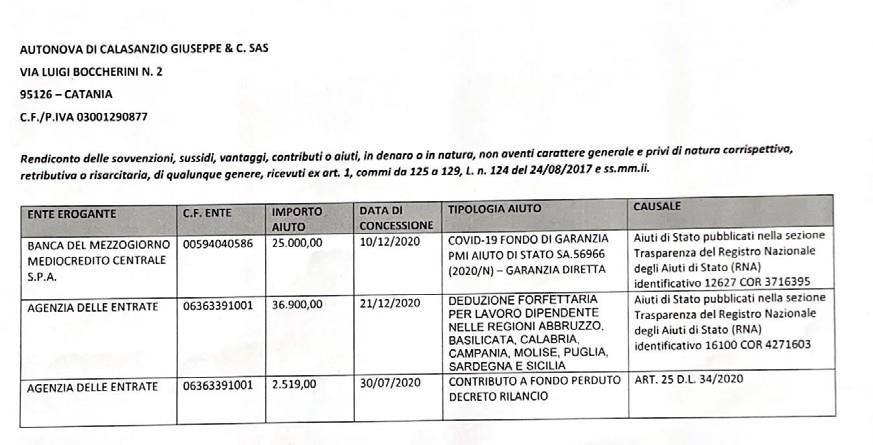 AUTONOVA DI CALASANZIO GIUSEPPE & C. SAS
VIA LUIGI BOCCHERINI N. 2
95126 – CATANIA
C.F./P.IVA 03001290877
Rendiconto delle sovvenzioni, sussidi, vantaggi, contributi o aiuti, in denaro o in natura, non aventi carattere generale e privi di natura corrispettiva,
retributiva o risarcitoria, di qualunque genere, ricevuti ex art. 1, commi da 125 a 129, L. n. 124 del 24/08/2017 e ss.mm.ii.
ENTE EROGANTE
C.F. ENTE
IMPORTO
AIUTO
DATA DI
CONCESSIONE
TIPOLOGIA AIUTO
CAUSALE
BANCA DEL MEZZOGIORNO
MEDIOCREDITO CENTRALE
S.P.A.
00594040586
25.000,00
10/12/2020
COVID-19 FONDO DI GARANZIA
PMI AIUTO DI STATO SA.56966
(2020/N) – GARANZIA DIRETTA
Aiuti di Stato pubblicati nella sezione
Trasparenza del Registro Nazionale
degli Aiuti di Stato (RNA)
identificativo 12627 COR 3716395
AGENZIA DELLE ENTRATE
06363391001
36.900,00
21/12/2020
DEDUZIONE FORFETTARIA
PER LAVORO DIPENDENTE
NELLE REGIONI ABBRUZZO,
BASILICATA, CALABRIA,
CAMPANIA, MOLISE, PUGLIA,
SARDEGNA E SICILIA
Aiuti di Stato pubblicati nella sezione
Trasparenza del Registro Nazionale
degli Aiuti di Stato (RNA)
identificativo 16100 COR 4271603
AGENZIA DELLE ENTRATE
06363391001
2.519,00
30/07/2020
CONTRIBUTO A FONDO PERDUTO
DECRETO RILANCIO
ART. 25 D.L. 34/2020